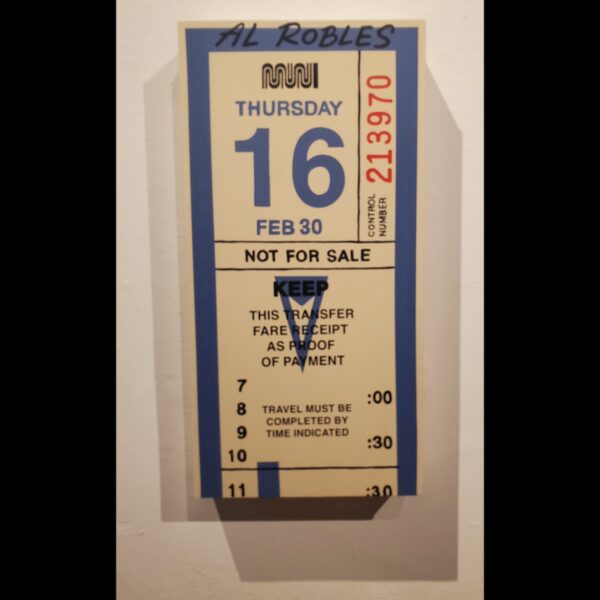 AL ROBLES
MUNI
THURSDAY
16
FEB 30
CONTROL
NUMBER
213970
NOT FOR SALE
KEEP
THIS TRANSFER
FARE RECEIPT
AS PROOF
OF PAYMENT
7
:00
8
TRAVEL MUST BE
COMPLETED BY
9
TIME INDICATED
:30
10
11
:30